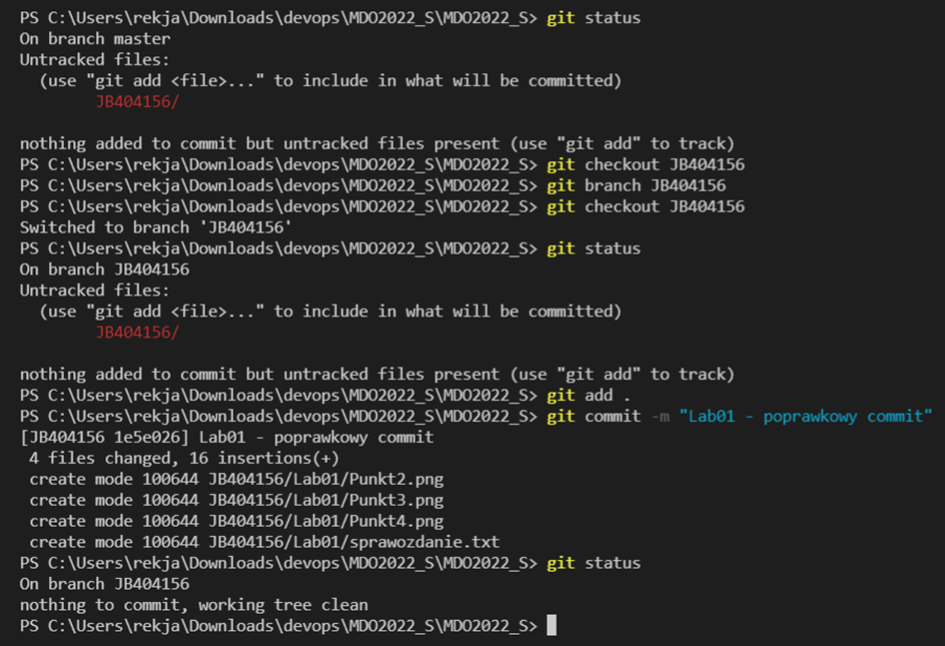 PS C:\Users\rekja\Downloads\devops\MDO2022_S\MDO2022_S> git status
On branch master
Untracked files:
  (use "git add <file>..." to include in what will be committed)
        JB404156/

nothing added to commit but untracked files present (use "git add" to track)
PS C:\Users\rekja\Downloads\devops\MDO2022_S\MDO2022_S> git checkout JB404156
PS C:\Users\rekja\Downloads\devops\MDO2022_S\MDO2022_S> git branch JB404156
PS C:\Users\rekja\Downloads\devops\MDO2022_S\MDO2022_S> git checkout JB404156
Switched to branch 'JB404156'
PS C:\Users\rekja\Downloads\devops\MDO2022_S\MDO2022_S> git status
On branch JB404156
Untracked files:
  (use "git add <file>..." to include in what will be committed)
        JB404156/

nothing added to commit but untracked files present (use "git add" to track)
PS C:\Users\rekja\Downloads\devops\MDO2022_S\MDO2022_S> git add .
PS C:\Users\rekja\Downloads\devops\MDO2022_S\MDO2022_S> git commit -m "Lab01 - poprawkowy commit"
[JB404156 1e5e026] Lab01 - poprawkowy commit
 4 files changed, 16 insertions(+)
 create mode 100644 JB404156/Lab01/Punkt2.png
 create mode 100644 JB404156/Lab01/Punkt3.png
 create mode 100644 JB404156/Lab01/Punkt4.png
 create mode 100644 JB404156/Lab01/sprawozdanie.txt
PS C:\Users\rekja\Downloads\devops\MDO2022_S\MDO2022_S> git status
On branch JB404156
nothing to commit, working tree clean
PS C:\Users\rekja\Downloads\devops\MDO2022_S\MDO2022_S>